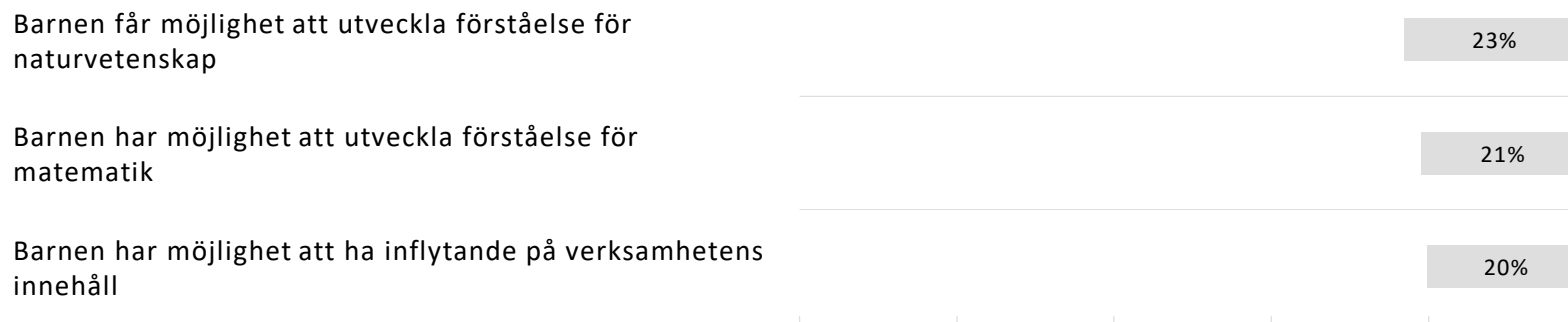 Barnen får möjlighet att utveckla förståelse för
naturvetenskap
23%
Barnen har möjlighet att utveckla förståelse för
matematik
21%
Barnen har möjlighet att ha inflytande på verksamhetens
innehåll
20%